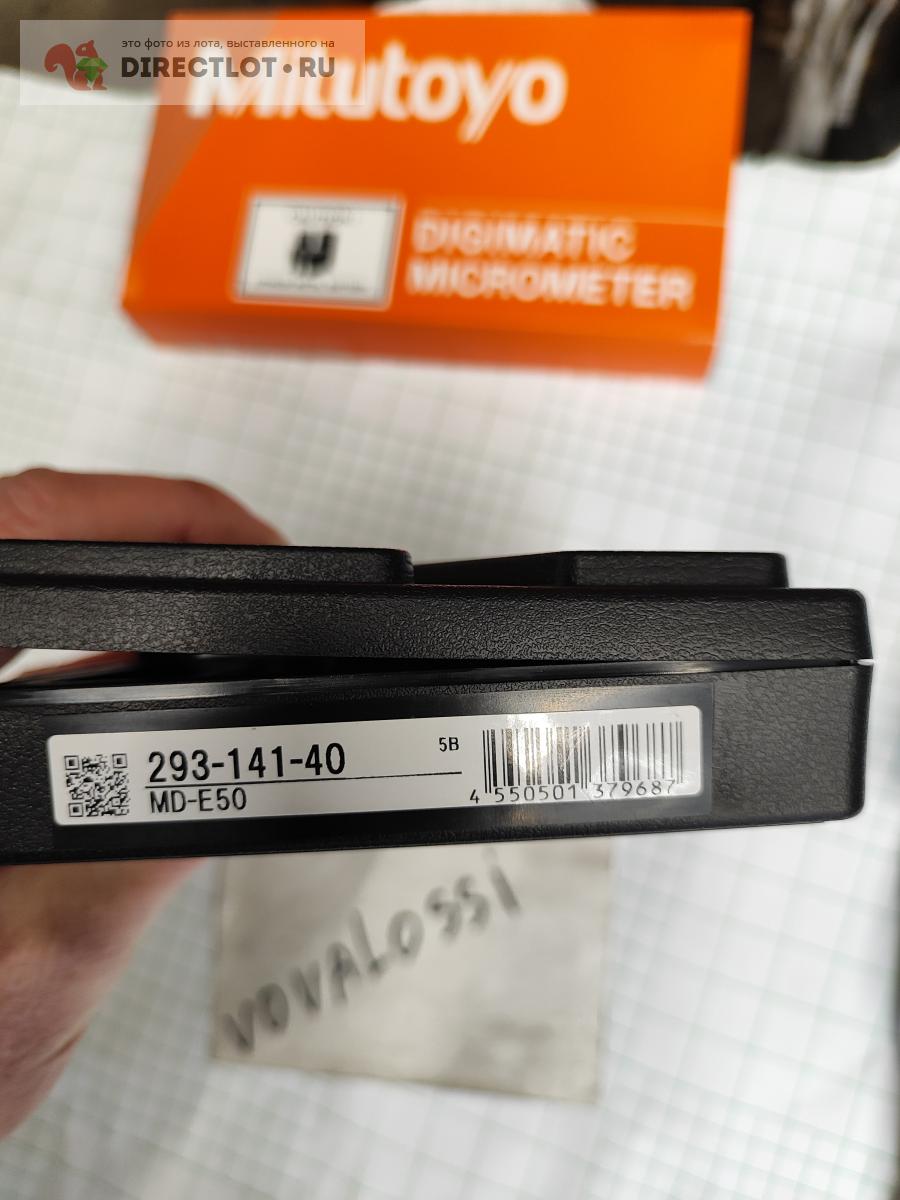 это фото из лота, выставленного на
DIRECTLOT•RU
Mitutoyo
DIGIMATIC
MICROMETER
293-141-40
5B
MD-E50
4 550501 379687
VOVALOSSI